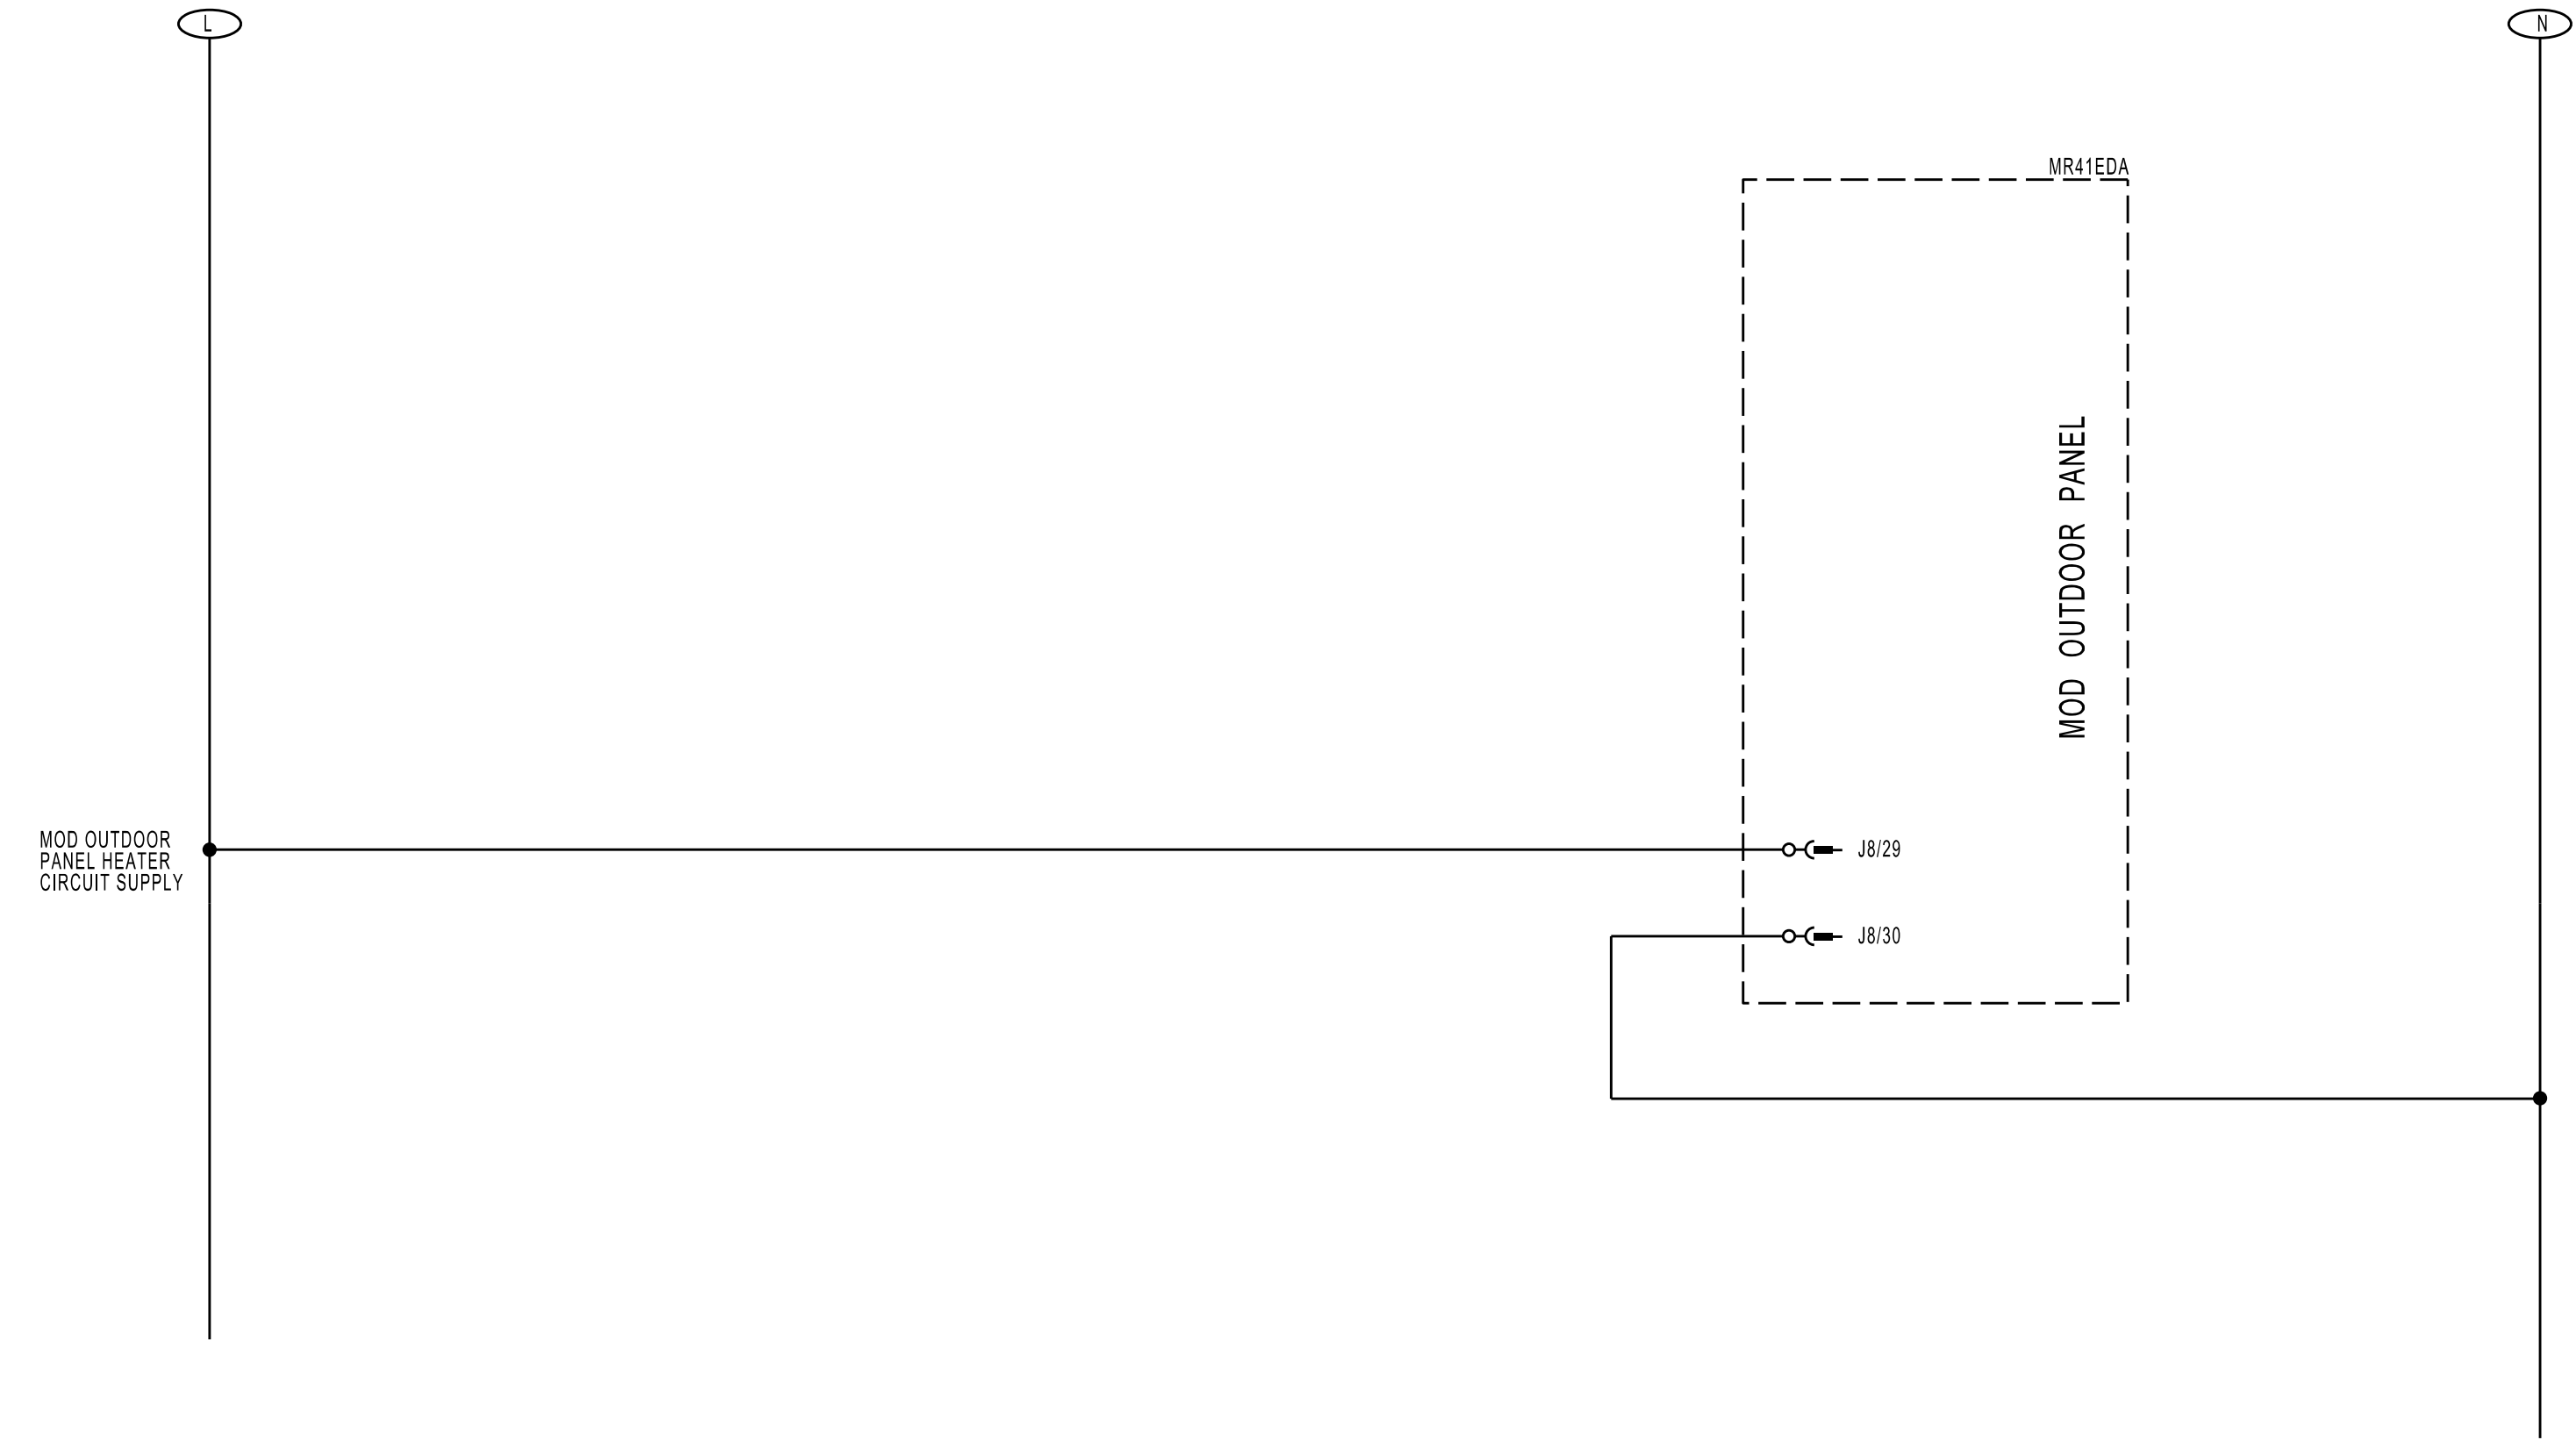 L
N
MR41EDA
MOD OUTDOOR PANEL
MOD OUTDOOR
PANEL HEATER
CIRCUIT SUPPLY
J8/29
J8/30